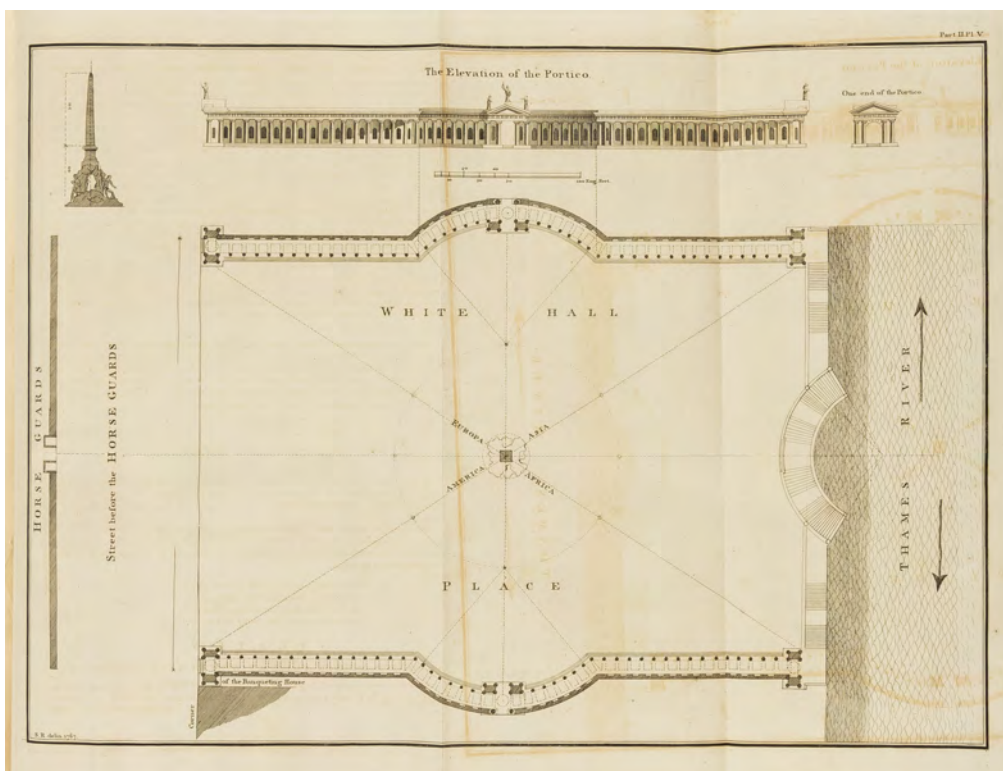 Part. II. Pl. V.
The Elevation of the Portico.
One end of the Portico
WHITE HALL
HORSE GUARDS
Street before the HORSE GUARDS
EUROPA
ASIA
AMERICA
AFRICA
THAMES RIVER
PLACE
Corner
of the Banqueting House